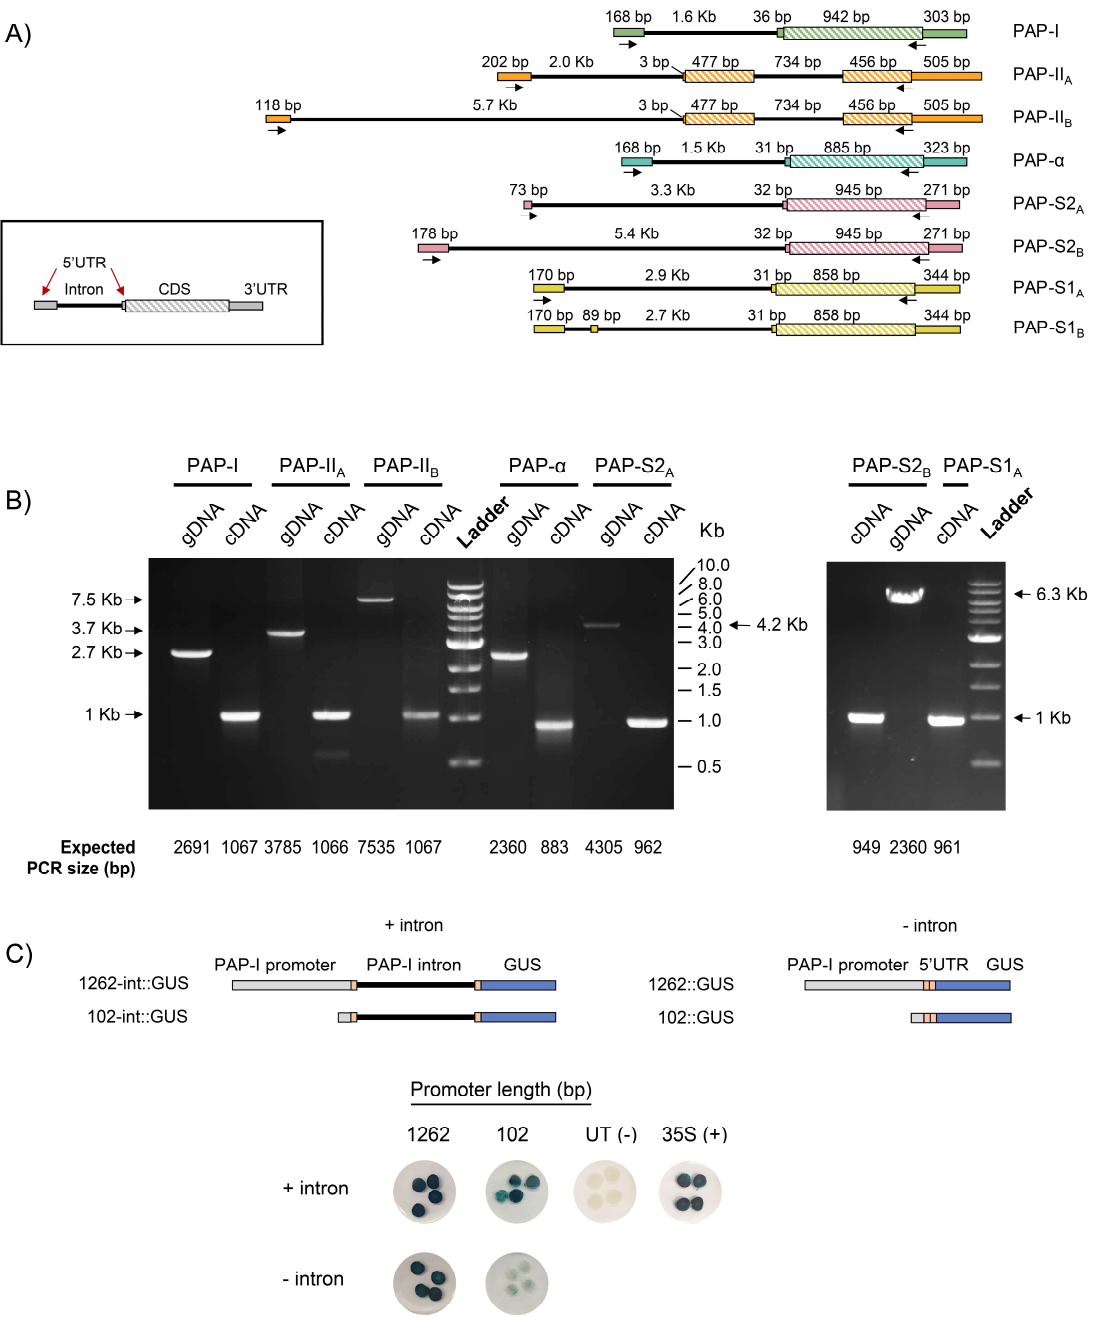 A)
168 bp 1.6 Kb 36 bp 942 bp 303 bp PAP-I
202 bp 2.0 Kb 3 bp 477 bp 734 bp 456 bp 505 bp PAP-IIA
118 bp 5.7 Kb 3 bp 477 bp 734 bp 456 bp 505 bp PAP-IIB
168 bp 1.5 Kb 31 bp 885 bp 323 bp PAP-α
73 bp 3.3 Kb 32 bp 945 bp 271 bp PAP-S2A
178 bp 5.4 Kb 32 bp 945 bp 271 bp PAP-S2B
170 bp 2.9 Kb 31 bp 858 bp 344 bp PAP-S1A
170 bp 89 bp 2.7 Kb 31 bp 858 bp 344 bp PAP-S1B
5'UTR
Intron CDS 3'UTR
B)
PAP-I PAP-IIA PAP-IIB PAP-α PAP-S2A PAP-S2B PAP-S1A
gDNA cDNA gDNA cDNA gDNA cDNA Ladder gDNA cDNA gDNA cDNA Kb cDNA gDNA cDNA Ladder
10.0
8.0
6.0
5.0
4.0
3.0
2.0
1.5
1.0
0.5
7.5 Kb
3.7 Kb
2.7 Kb
1 Kb
4.2 Kb
6.3 Kb
1 Kb
Expected
PCR size (bp)
2691 1067 3785 1066 7535 1067 2360 883 4305 962 949 2360 961
C)
+ intron
PAP-I promoter PAP-I intron GUS
1262-int::GUS
102-int::GUS
- intron
PAP-I promoter 5'UTR GUS
1262::GUS
102::GUS
Promoter length (bp)
1262 102 UT (-) 35S (+)
+ intron
- intron